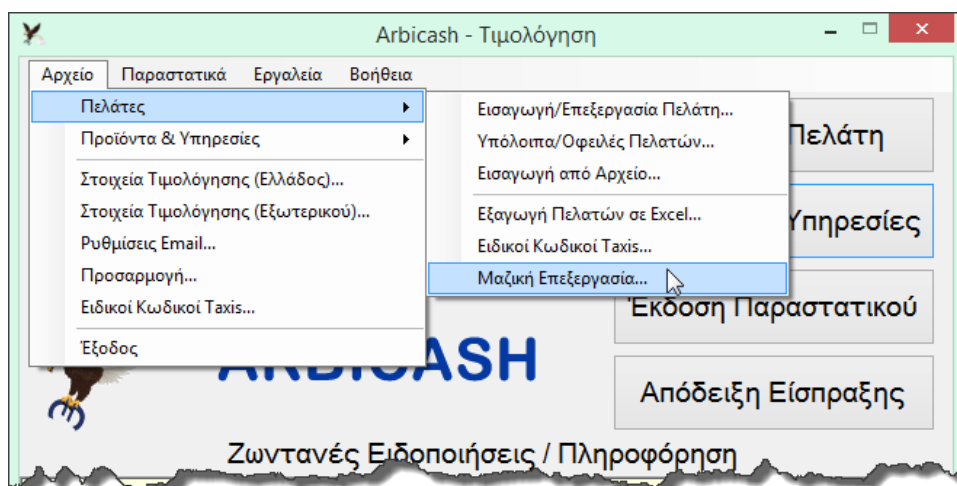 Arbicash - Τιμολόγηση
Αρχείο Παραστατικά Εργαλεία Βοήθεια
Πελάτες
Προϊόντα & Υπηρεσίες
Στοιχεία Τιμολόγησης (Ελλάδος)...
Στοιχεία Τιμολόγησης (Εξωτερικού)...
Ρυθμίσεις Email...
Προσαρμογή...
Ειδικοί Κωδικοί Taxis...
Έξοδος
Εισαγωγή/Επεξεργασία Πελάτη...
Υπόλοιπα/Οφειλές Πελατών...
Εισαγωγή από Αρχείο...
Εξαγωγή Πελατών σε Excel...
Ειδικοί Κωδικοί Taxis...
Μαζική Επεξεργασία...
Πελάτη
Υπηρεσίες
Έκδοση Παραστατικού
Απόδειξη Είσπραξης
ARBICASH
Ζωντανές Ειδοποιήσεις / Πληροφόρηση